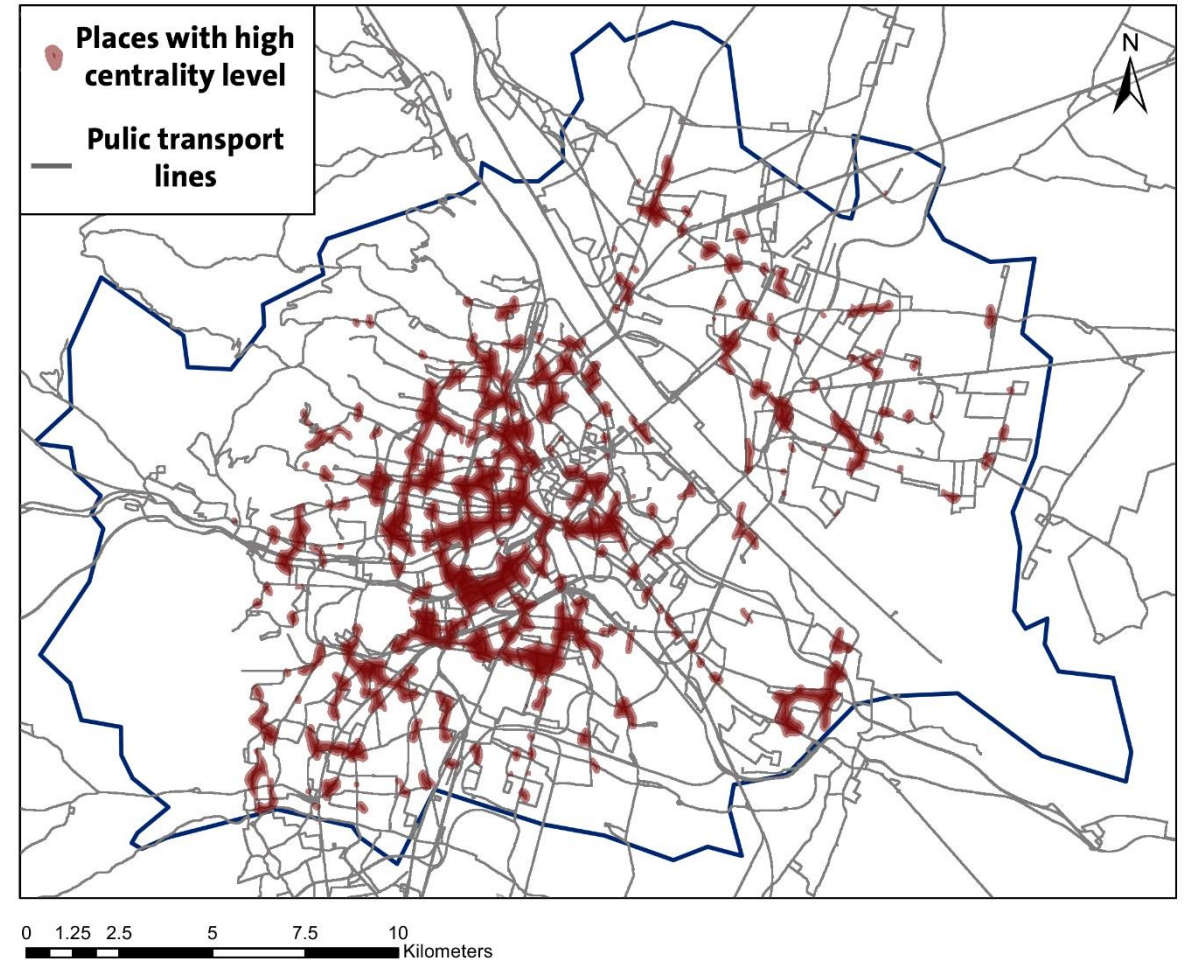 Places with high
centrality level
Pulic transport
lines
N
0 1.25 2.5 5 7.5 10
Kilometers